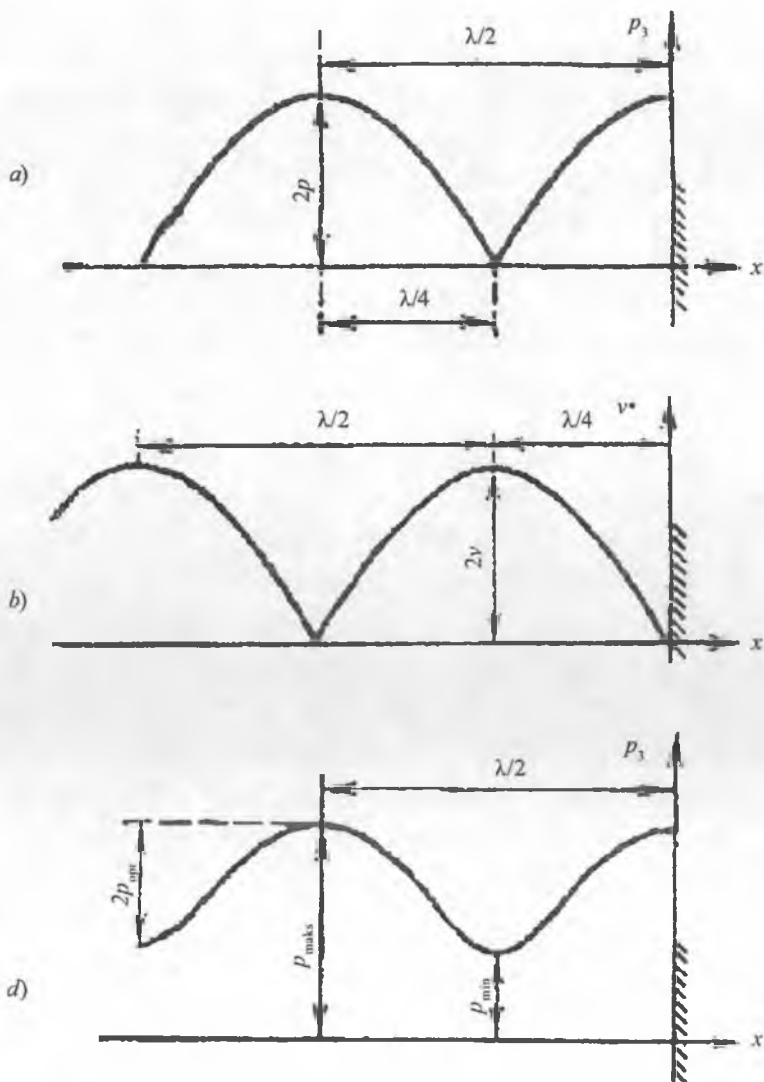 p₃
λ/2
a)
2p
x
λ/4
v*
λ/2
λ/4
b)
2v
x
p₃
λ/2
2p_opt
p_maks
p_min
d)
x